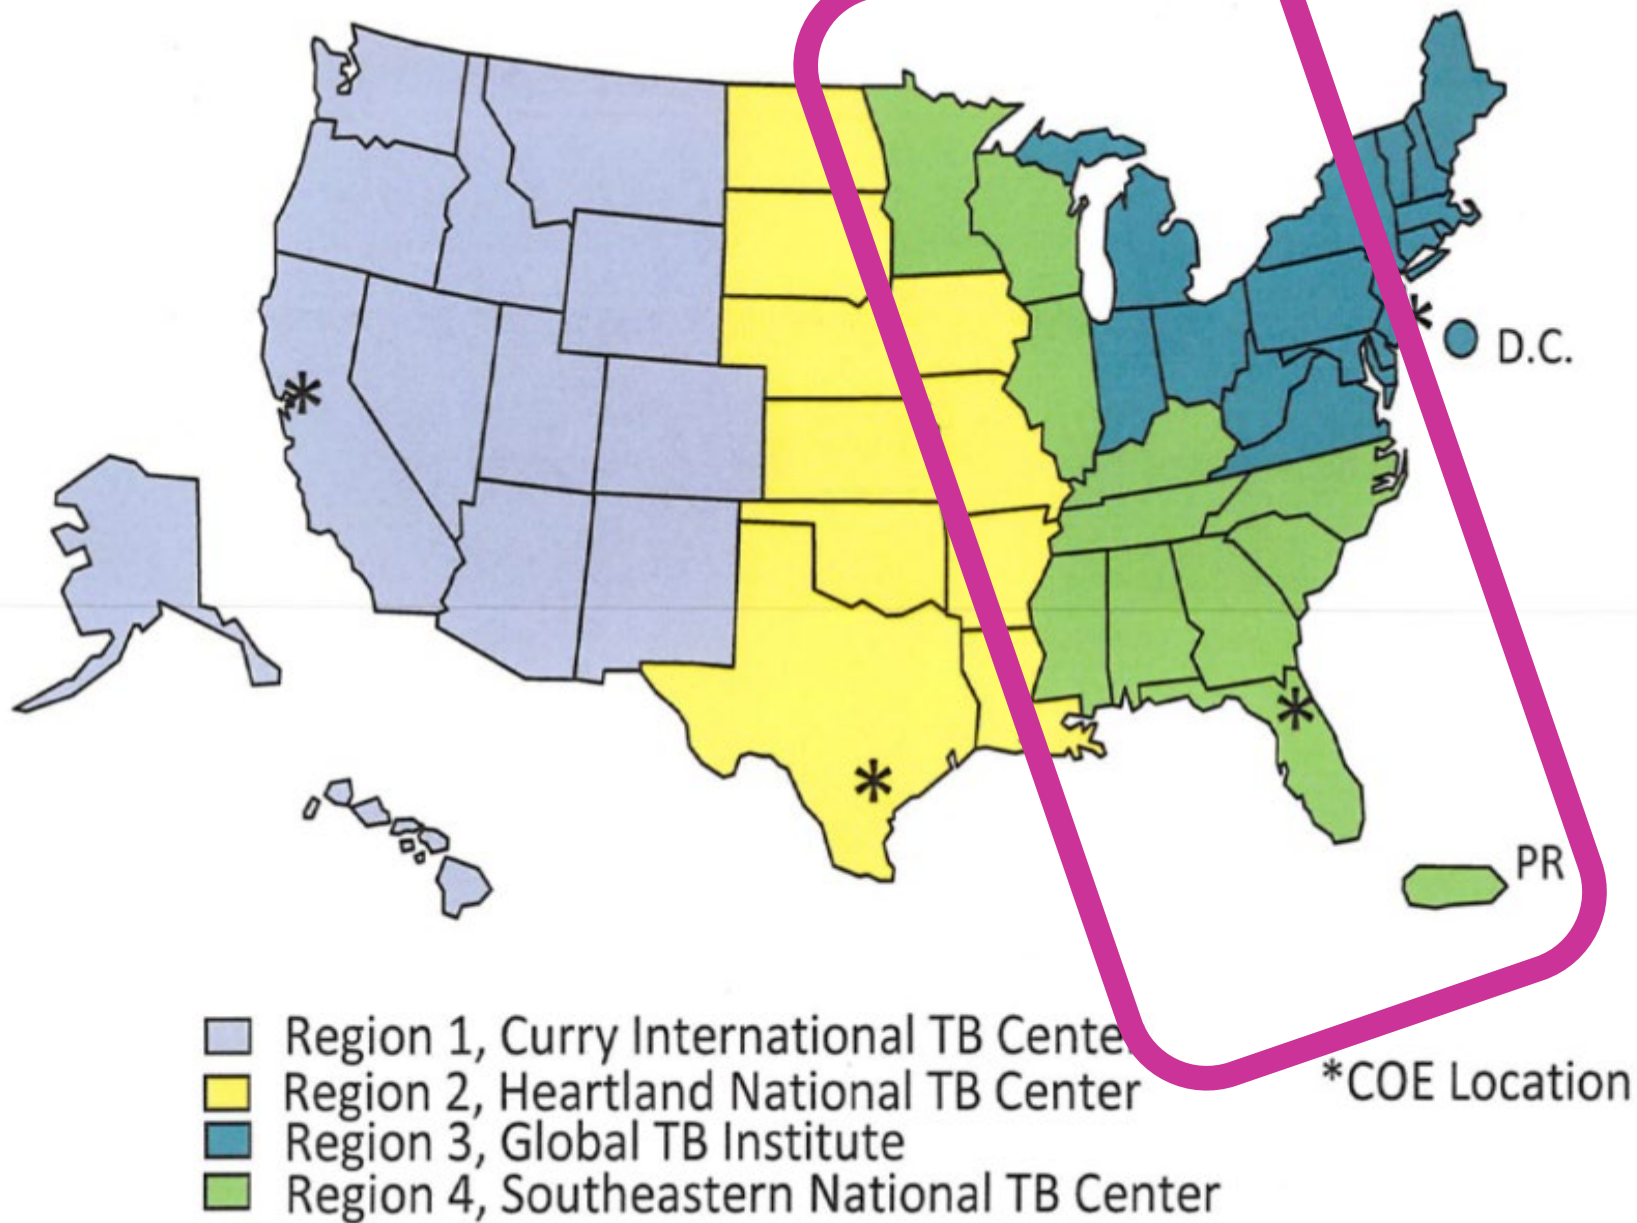 D.C.
PR
Region 1, Curry International TB Center
Region 2, Heartland National TB Center
*COE Location
Region 3, Global TB Institute
Region 4, Southeastern National TB Center